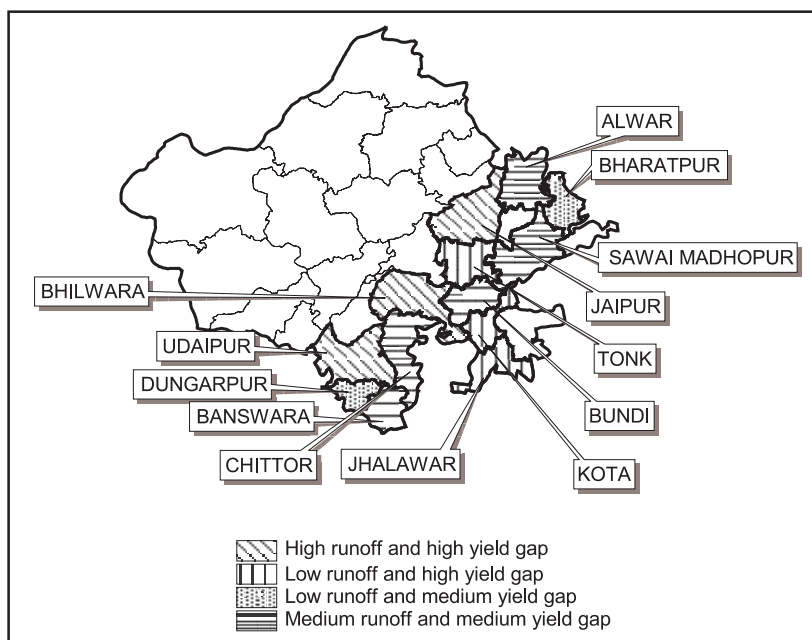 ALWAR
BHARATPUR
SAWAI MADHOPUR
BHILWARA
JAIPUR
UDAIPUR
TONK
DUNGARPUR
BANSWARA
BUNDI
CHITTOR
JHALAWAR
KOTA
High runoff and high yield gap
Low runoff and high yield gap
Low runoff and medium yield gap
Medium runoff and medium yield gap